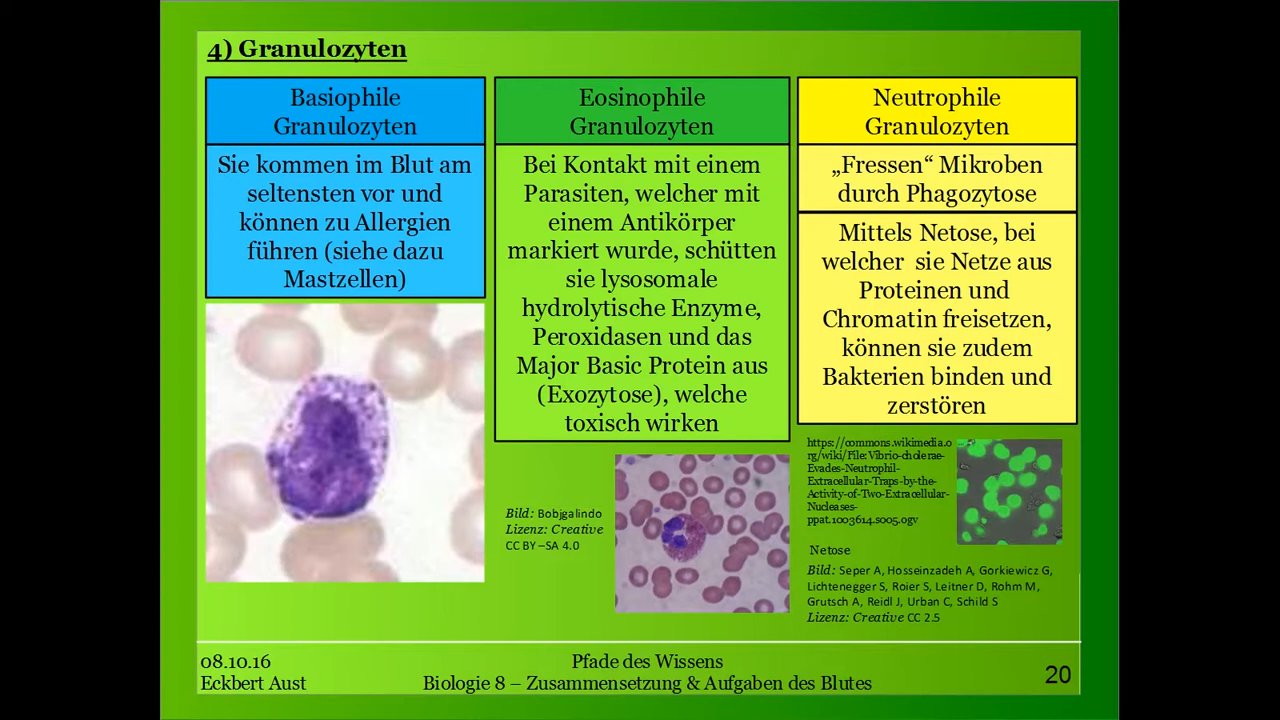 4) Granulozyten
Basiophile
Granulozyten
Sie kommen im Blut am
seltensten vor und
können zu Allergien
führen (siehe dazu
Mastzellen)
Eosinophile
Granulozyten
Bei Kontakt mit einem
Parasiten, welcher mit
einem Antikörper
markiert wurde, schütten
sie lysosomale
hydrolytische Enzyme,
Peroxidasen und das
Major Basic Protein aus
(Exozytose), welche
toxisch wirken
Bild: Bobjgalindo
Lizenz: Creative
CC BY –SA 4.0
Neutrophile
Granulozyten
„Fressen“ Mikroben
durch Phagozytose
Mittels Netose, bei
welcher sie Netze aus
Proteinen und
Chromatin freisetzen,
können sie zudem
Bakterien binden und
zerstören
https://commons.wikimedia.o
rg/wiki/File:Vibrio-cholerae-
Evades-Neutrophil-
Extracellular-Traps-by-the-
Activity-of-Two-Extracellular-
Nucleases-
ppat.1003614.s005.ogv
Netose
Bild: Seper A, Hosseinzadeh A, Gorkiewicz G,
Lichtenegger S, Roier S, Leitner D, Rohm M,
Grutsch A, Reidl J, Urban C, Schild S
Lizenz: Creative CC 2.5
08.10.16
Eckbert Aust
Pfade des Wissens
Biologie 8 – Zusammensetzung & Aufgaben des Blutes
20